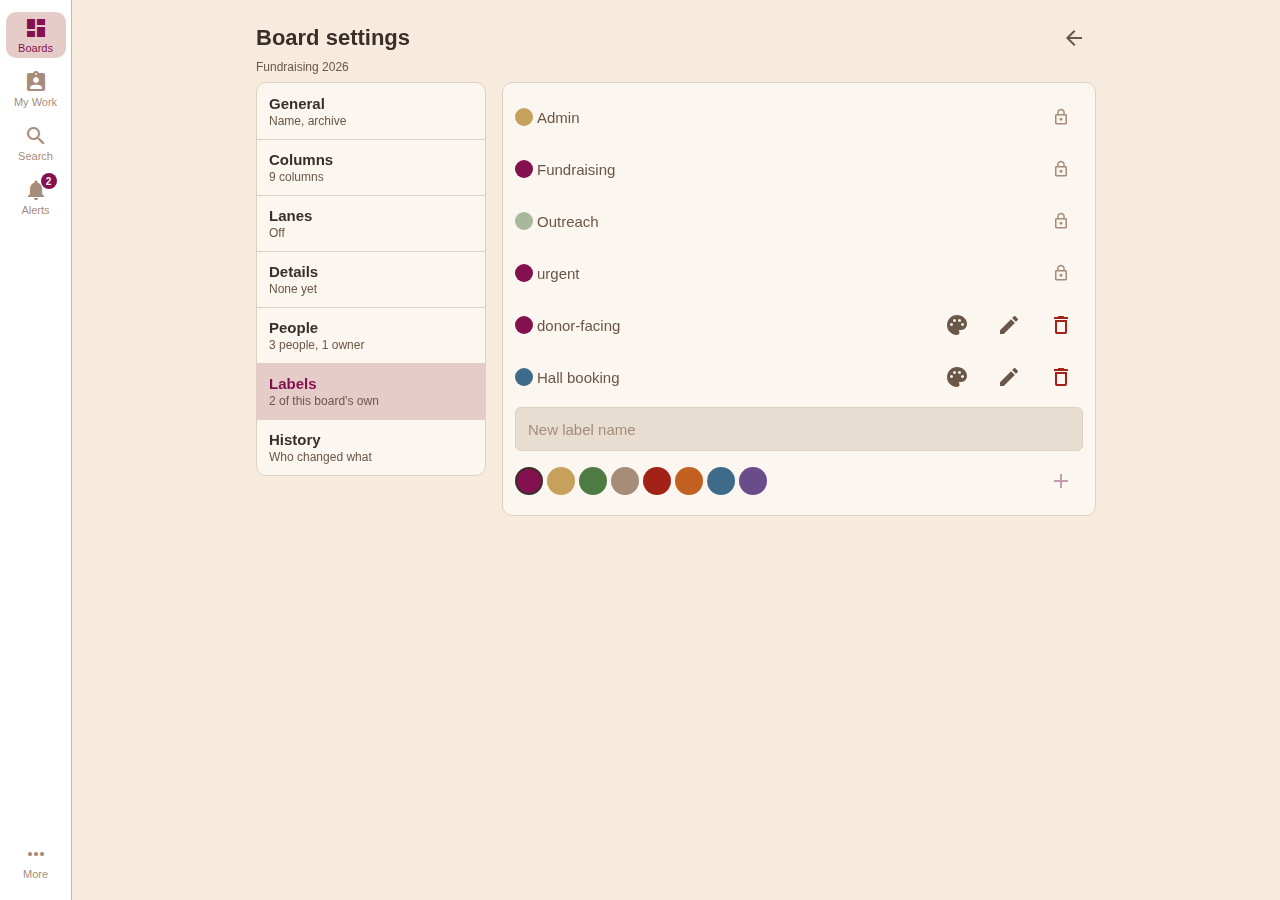 Boards
My Work
Search
2
Alerts
More
Board settings
Fundraising 2026
General
Name, archive
Columns
9 columns
Lanes
Off
Details
None yet
People
3 people, 1 owner
Labels
2 of this board's own
History
Who changed what
Admin
Fundraising
Outreach
urgent
donor-facing
Hall booking
New label name